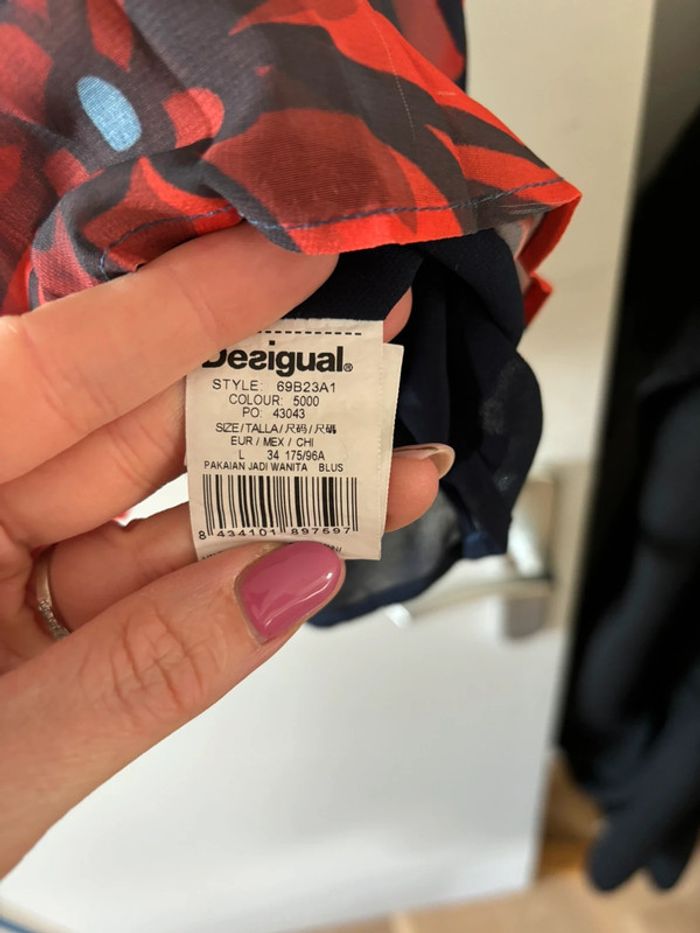 Desigual®
STYLE: 69B23A1
COLOUR: 5000
PO: 43043
SIZE/TALLA/尺码/尺碼
EUR / MEX / CHI
L 34 175/96A
PAKAIAN JADI WANITA BLUS
8 434101 897697